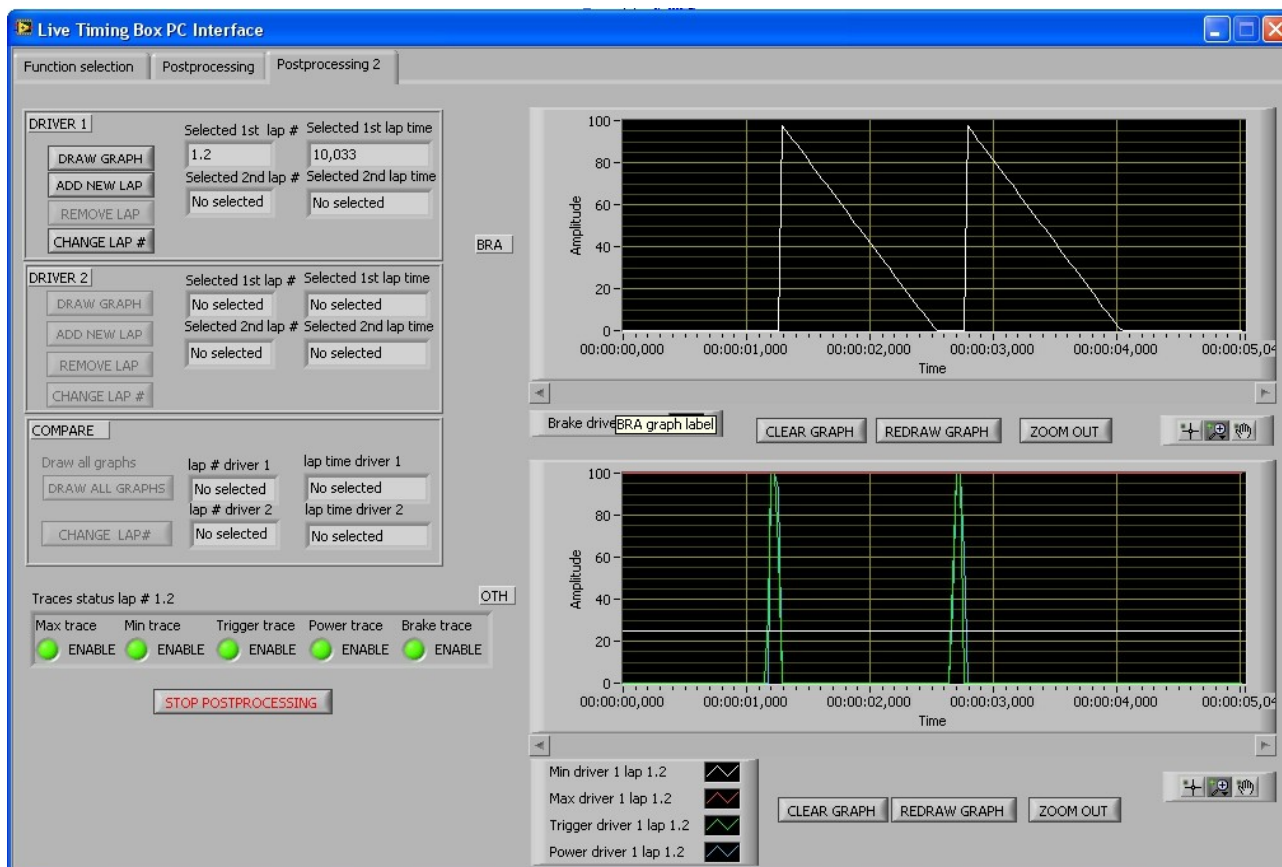 Live Timing Box PC Interface
Function selection
Postprocessing
Postprocessing 2
DRIVER 1
Selected 1st lap #
Selected 1st lap time
DRAW GRAPH
1.2
10,033
ADD NEW LAP
Selected 2nd lap #
Selected 2nd lap time
REMOVE LAP
No selected
No selected
CHANGE LAP #
DRIVER 2
Selected 1st lap #
Selected 1st lap time
DRAW GRAPH
No selected
No selected
ADD NEW LAP
Selected 2nd lap #
Selected 2nd lap time
REMOVE LAP
No selected
No selected
CHANGE LAP #
COMPARE
Draw all graphs
lap # driver 1
lap time driver 1
DRAW ALL GRAPHS
No selected
No selected
lap # driver 2
lap time driver 2
CHANGE LAP#
No selected
No selected
Traces status lap # 1.2
Max trace
Min trace
Trigger trace
Power trace
Brake trace
ENABLE
ENABLE
ENABLE
ENABLE
ENABLE
STOP POSTPROCESSING
BRA
Amplitude
100
80
60
40
20
0
00:00:00,000
00:00:01,000
00:00:02,000
00:00:03,000
00:00:04,000
00:00:05,04
Time
Brake drive
BRA graph label
CLEAR GRAPH
REDRAW GRAPH
ZOOM OUT
OTH
Amplitude
100
80
60
40
20
0
00:00:00,000
00:00:01,000
00:00:02,000
00:00:03,000
00:00:04,000
00:00:05,04
Time
Min driver 1 lap 1.2
Max driver 1 lap 1.2
Trigger driver 1 lap 1.2
Power driver 1 lap 1.2
CLEAR GRAPH
REDRAW GRAPH
ZOOM OUT